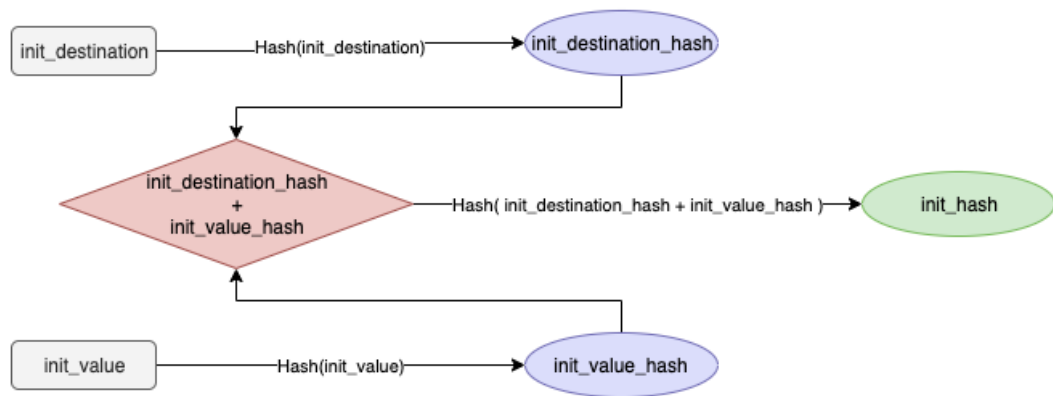 init_destination
Hash(init_destination)
init_destination_hash
init_destination_hash
+
init_value_hash
Hash( init_destination_hash + init_value_hash )
init_hash
init_value
Hash(init_value)
init_value_hash